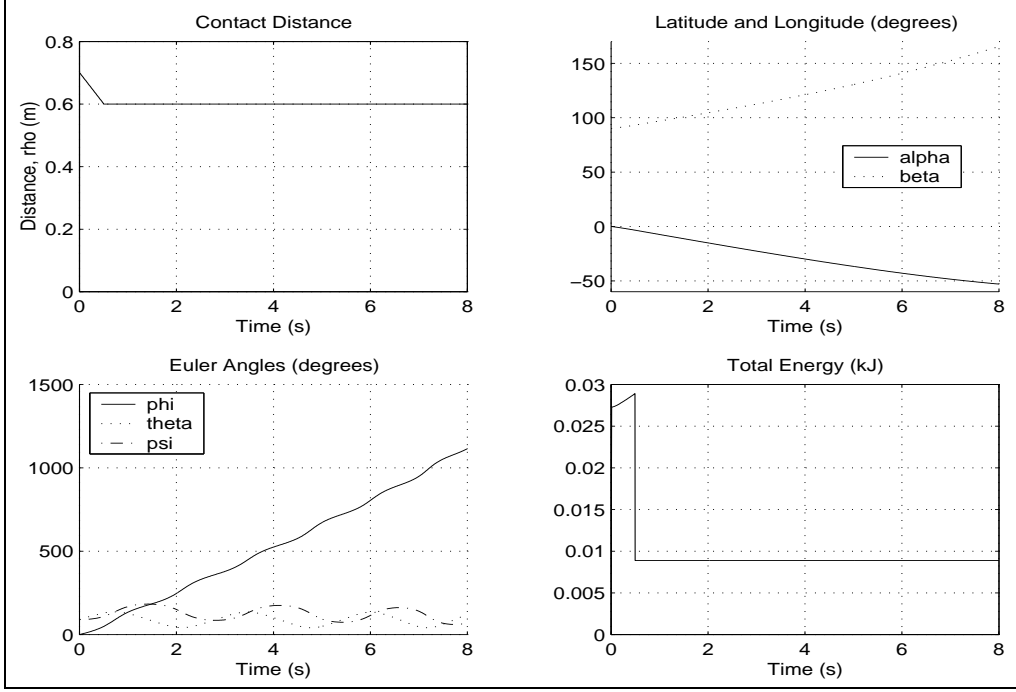 Contact Distance
0.8
0.6
0.4
0.2
0
Distance, rho (m)
0 2 4 6 8
Time (s)
Latitude and Longitude (degrees)
150
100
50
0
−50
alpha
beta
0 2 4 6 8
Time (s)
Euler Angles (degrees)
1500
1000
500
0
phi
theta
psi
0 2 4 6 8
Time (s)
Total Energy (kJ)
0.03
0.025
0.02
0.015
0.01
0.005
0
0 2 4 6 8
Time (s)